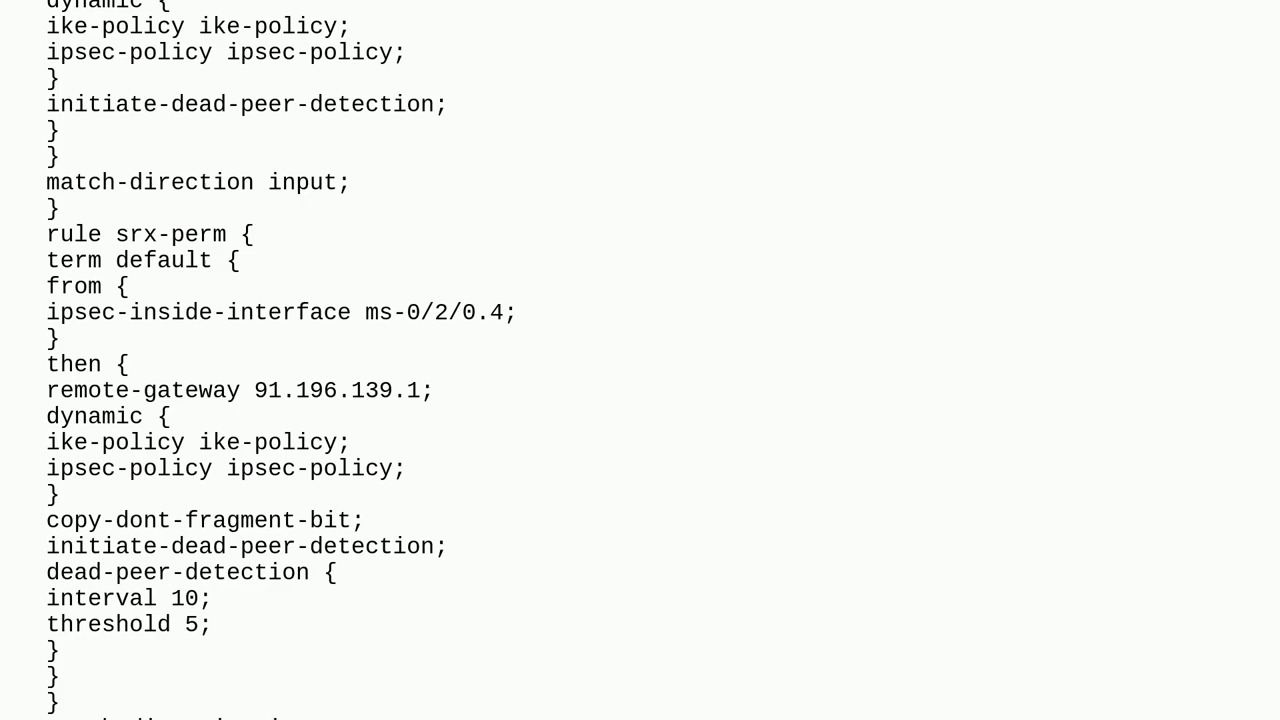 dynamic {
ike-policy ike-policy;
ipsec-policy ipsec-policy;
}
initiate-dead-peer-detection;
}
}
match-direction input;
}
rule srx-perm {
term default {
from {
ipsec-inside-interface ms-0/2/0.4;
}
then {
remote-gateway 91.196.139.1;
dynamic {
ike-policy ike-policy;
ipsec-policy ipsec-policy;
}
copy-dont-fragment-bit;
initiate-dead-peer-detection;
dead-peer-detection {
interval 10;
threshold 5;
}
}
}